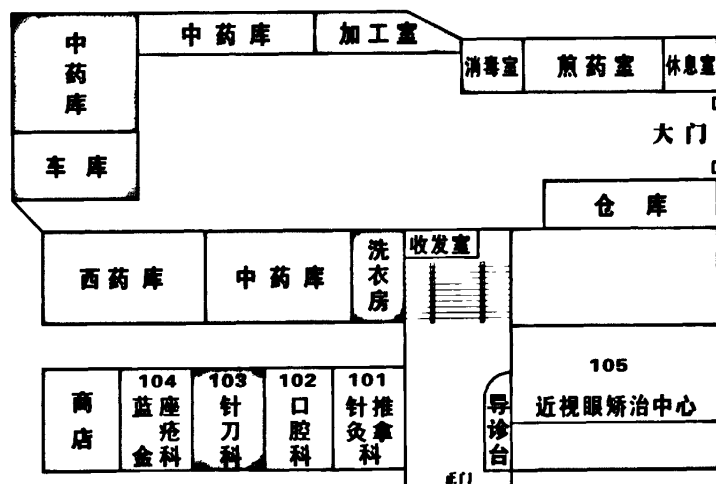 中药库
中药库
加工室
消毒室
煎药室
休息室
大门
车库
仓库
西药库
中药库
洗衣房
收发室
商店
104
蓝座疮金科
103
针刀科
102
口腔科
101
针灸推拿科
导诊台
105
近视眼矫治中心
正门